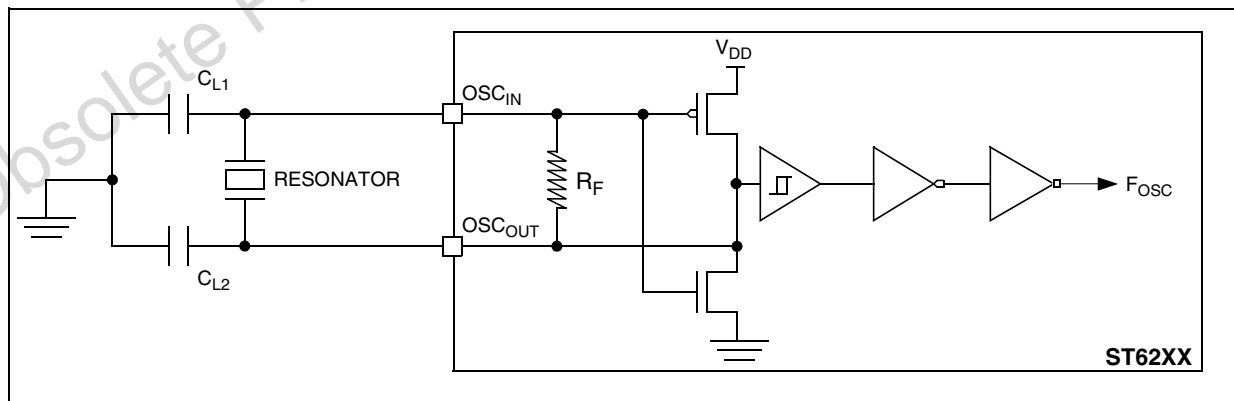 obsolete P
V_DD
C_L1
OSC_IN
RESONATOR
R_F
F_OSC
OSC_OUT
C_L2
ST62XX